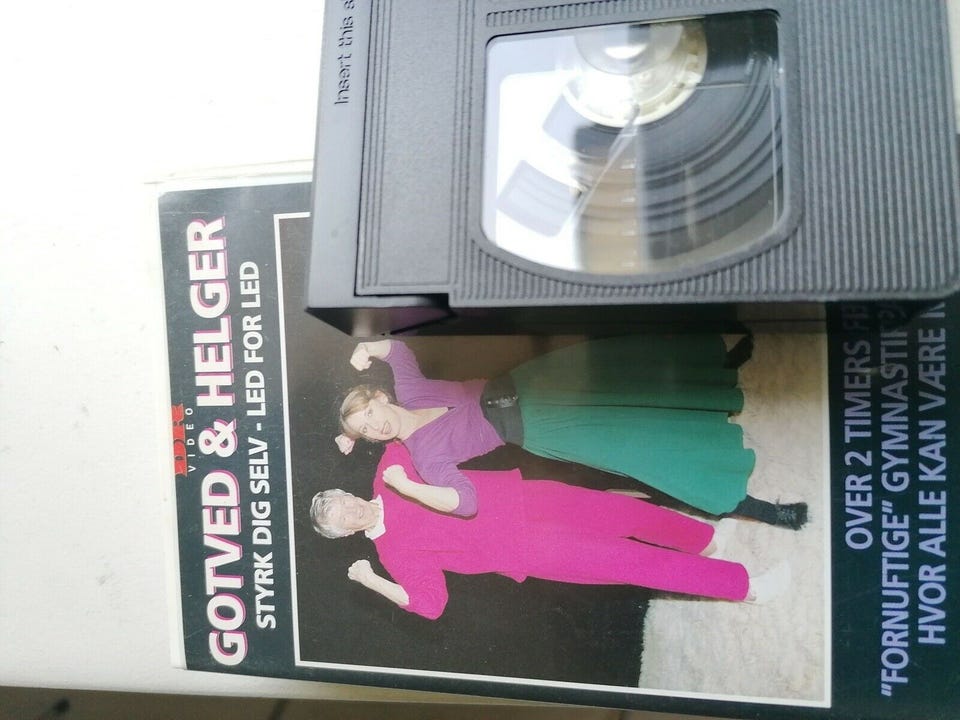 Insert this s
DR
VIDEO
GOTVED & HELGER
STYRK DIG SELV - LED FOR LED
OVER 2 TIMERS
"FORNUFTIGE" GYMNASTIK
HVOR ALLE KAN VÆRE